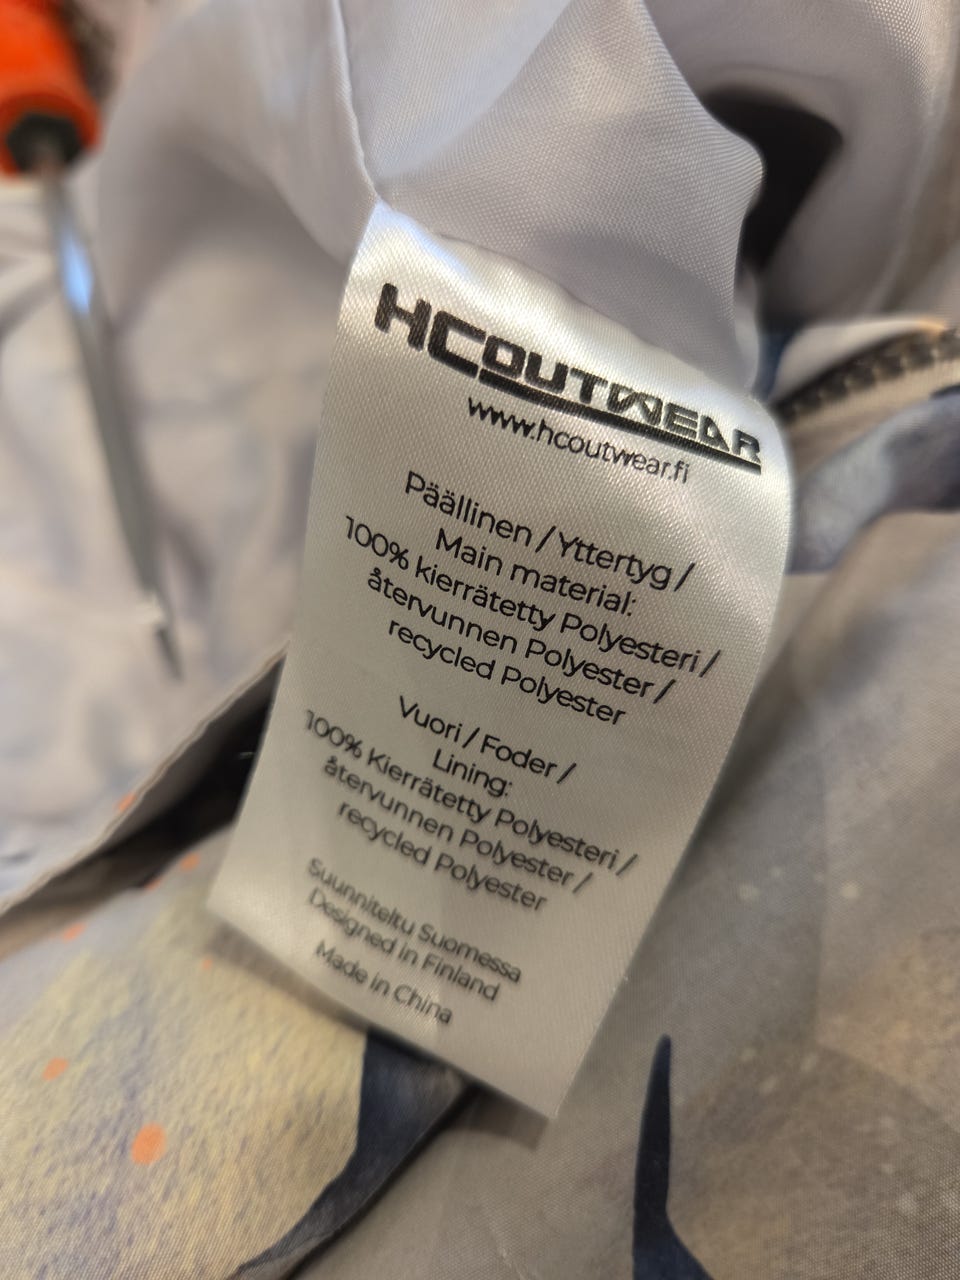 HCOUTWEAR
www.hcoutwear.fi
Päällinen / Yttertyg /
Main material:
100% kierrätetty Polyesteri /
återvunnen Polyester /
recycled Polyester
Vuori / Foder /
Lining:
100% Kierrätetty Polyesteri /
återvunnen Polyester /
recycled Polyester
Suunniteltu Suomessa
Designed in Finland
Made in China